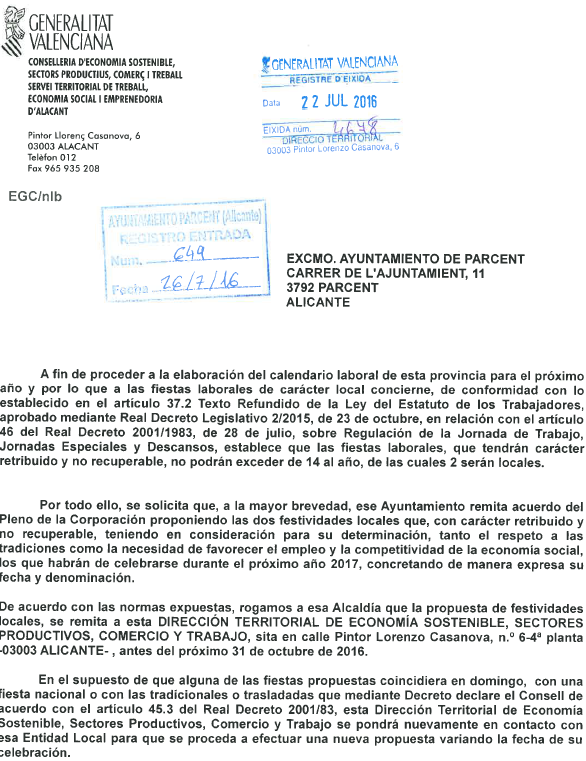 GENERALITAT
VALENCIANA
CONSELLERIA D'ECONOMIA SOSTENIBLE,
SECTORS PRODUCTIUS, COMERÇ I TREBALL
SERVEI TERRITORIAL DE TREBALL,
ECONOMIA SOCIAL I EMPRENEDORIA
D'ALACANT
Pintor Llorenç Casanova, 6
03003 ALACANT
Telèfon 012
Fax 965 935 208
GENERALITAT VALENCIANA
REGISTRE D'EIXIDA
Data 22 JUL 2016
EIXIDA núm. 4678
DIRECCIO TERRITORIAL
03003 Pintor Lorenzo Casanova, 6
EGC/nlb
AYUNTAMIENTO PARCENT (Alicante)
REGISTRO ENTRADA
Num. 649
Fecha 26/7/16
EXCMO. AYUNTAMIENTO DE PARCENT
CARRER DE L'AJUNTAMIENT, 11
3792 PARCENT
ALICANTE
A fin de proceder a la elaboración del calendario laboral de esta provincia para el próximo
año y por lo que a las fiestas laborales de carácter local concierne, de conformidad con lo
establecido en el artículo 37.2 Texto Refundido de la Ley del Estatuto de los Trabajadores,
aprobado mediante Real Decreto Legislativo 2/2015, de 23 de octubre, en relación con el artículo
46 del Real Decreto 2001/1983, de 28 de julio, sobre Regulación de la Jornada de Trabajo,
Jornadas Especiales y Descansos, establece que las fiestas laborales, que tendrán carácter
retribuido y no recuperable, no podrán exceder de 14 al año, de las cuales 2 serán locales.
Por todo ello, se solicita que, a la mayor brevedad, ese Ayuntamiento remita acuerdo del
Pleno de la Corporación proponiendo las dos festividades locales que, con carácter retribuido y
no recuperable, teniendo en consideración para su determinación, tanto el respeto a las
tradiciones como la necesidad de favorecer el empleo y la competitividad de la economía social,
los que habrán de celebrarse durante el próximo año 2017, concretando de manera expresa su
fecha y denominación.
De acuerdo con las normas expuestas, rogamos a esa Alcaldía que la propuesta de festividades
locales, se remita a esta DIRECCIÓN TERRITORIAL DE ECONOMÍA SOSTENIBLE, SECTORES
PRODUCTIVOS, COMERCIO Y TRABAJO, sita en calle Pintor Lorenzo Casanova, n.º 6-4ª planta
-03003 ALICANTE- , antes del próximo 31 de octubre de 2016.
En el supuesto de que alguna de las fiestas propuestas coincidiera en domingo, con una
fiesta nacional o con las tradicionales o trasladadas que mediante Decreto declare el Consell de
acuerdo con el artículo 45.3 del Real Decreto 2001/83, esta Dirección Territorial de Economía
Sostenible, Sectores Productivos, Comercio y Trabajo se pondrá nuevamente en contacto con
esa Entidad Local para que se proceda a efectuar una nueva propuesta variando la fecha de su
celebración.